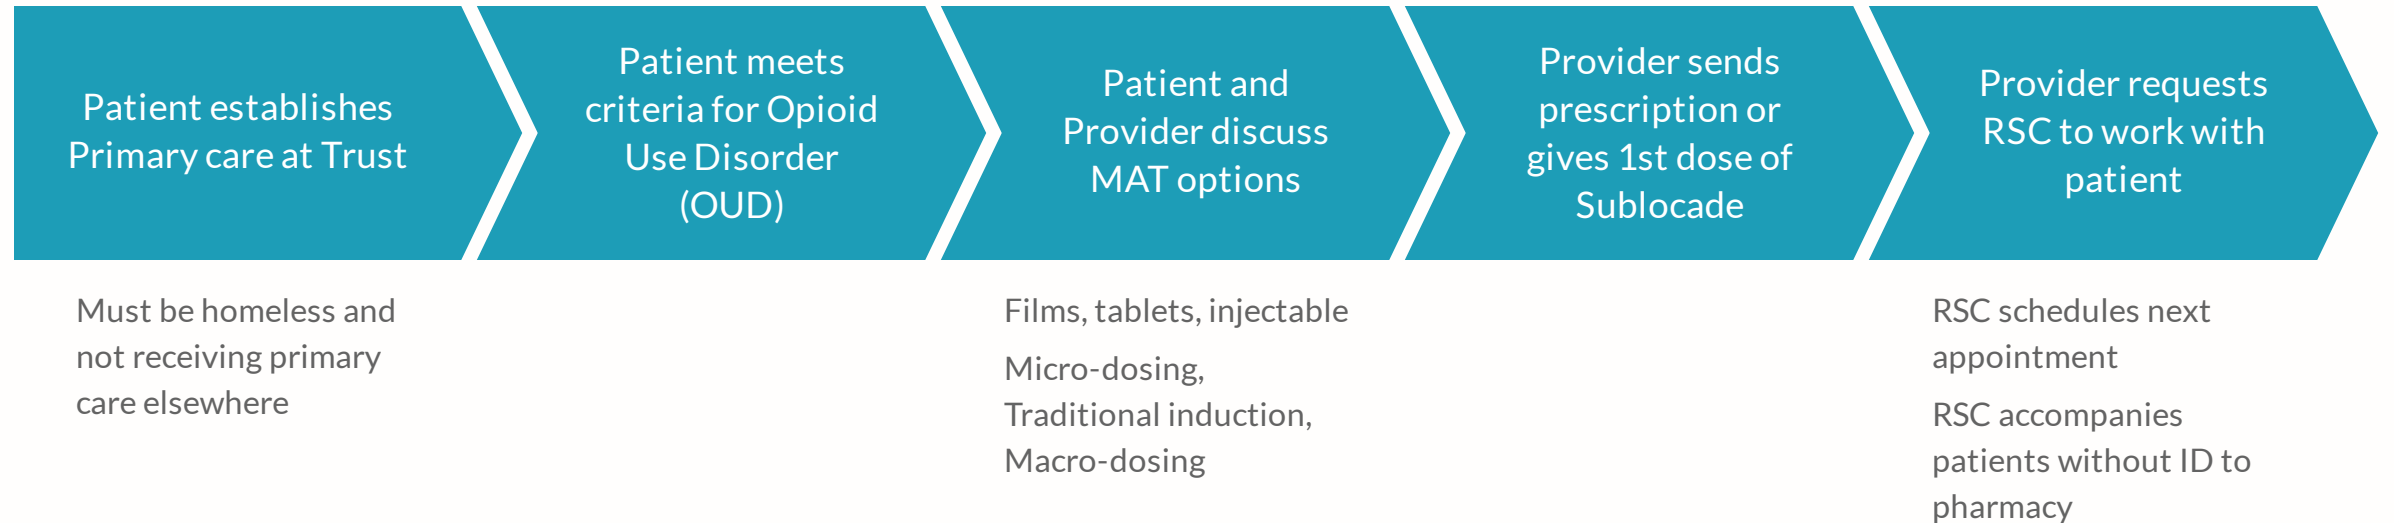 Patient establishes
Primary care at Trust
Patient meets
criteria for Opioid
Use Disorder
(OUD)
Patient and
Provider discuss
MAT options
Provider sends
prescription or
gives 1st dose of
Sublocade
Provider requests
RSC to work with
patient
Must be homeless and
not receiving primary
care elsewhere
Films, tablets, injectable
Micro-dosing,
Traditional induction,
Macro-dosing
RSC schedules next
appointment
RSC accompanies
patients without ID to
pharmacy